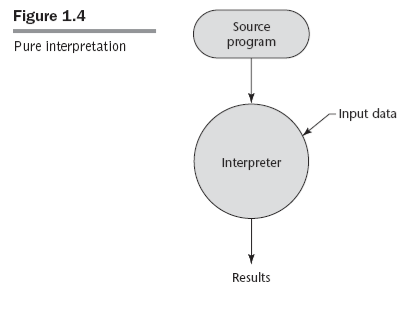 Figure 1.4
Pure Interpretation
Source
program
Input data
Interpreter
Results